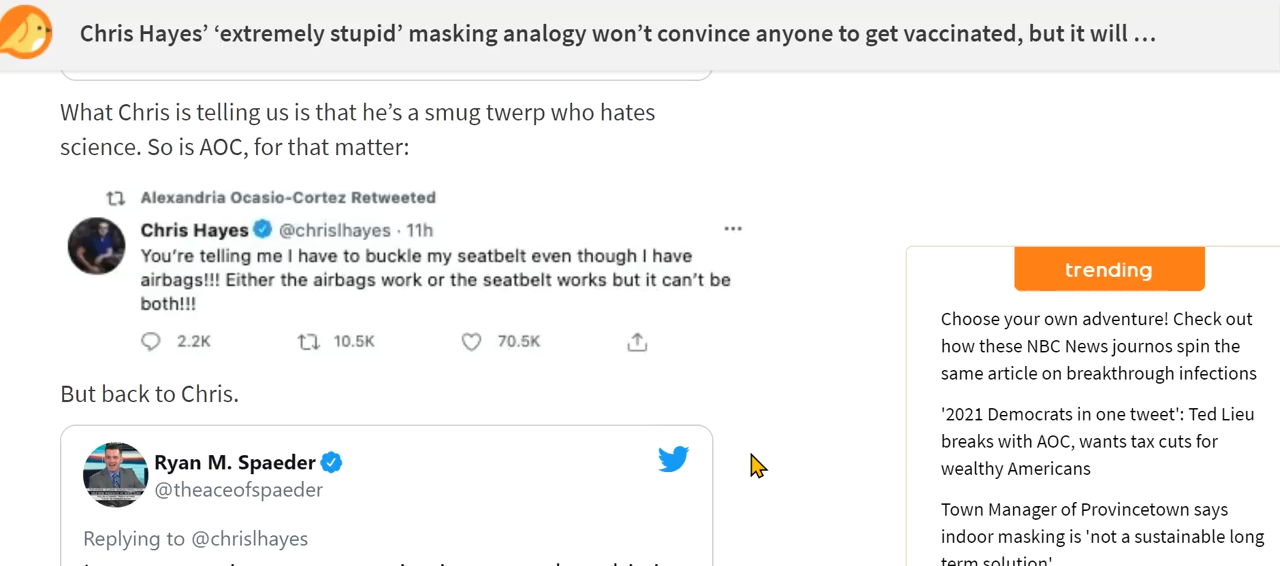 Chris Hayes’ ‘extremely stupid’ masking analogy won’t convince anyone to get vaccinated, but it will …
What Chris is telling us is that he’s a smug twerp who hates
science. So is AOC, for that matter:
Alexandria Ocasio-Cortez Retweeted
Chris Hayes @chrislhayes · 11h
You’re telling me I have to buckle my seatbelt even though I have
airbags!!! Either the airbags work or the seatbelt works but it can’t be
both!!!
2.2K 10.5K 70.5K
But back to Chris.
Ryan M. Spaeder
@theaceofspaeder
Replying to @chrislhayes
trending
Choose your own adventure! Check out
how these NBC News journos spin the
same article on breakthrough infections
'2021 Democrats in one tweet': Ted Lieu
breaks with AOC, wants tax cuts for
wealthy Americans
Town Manager of Provincetown says
indoor masking is 'not a sustainable long
term solution'